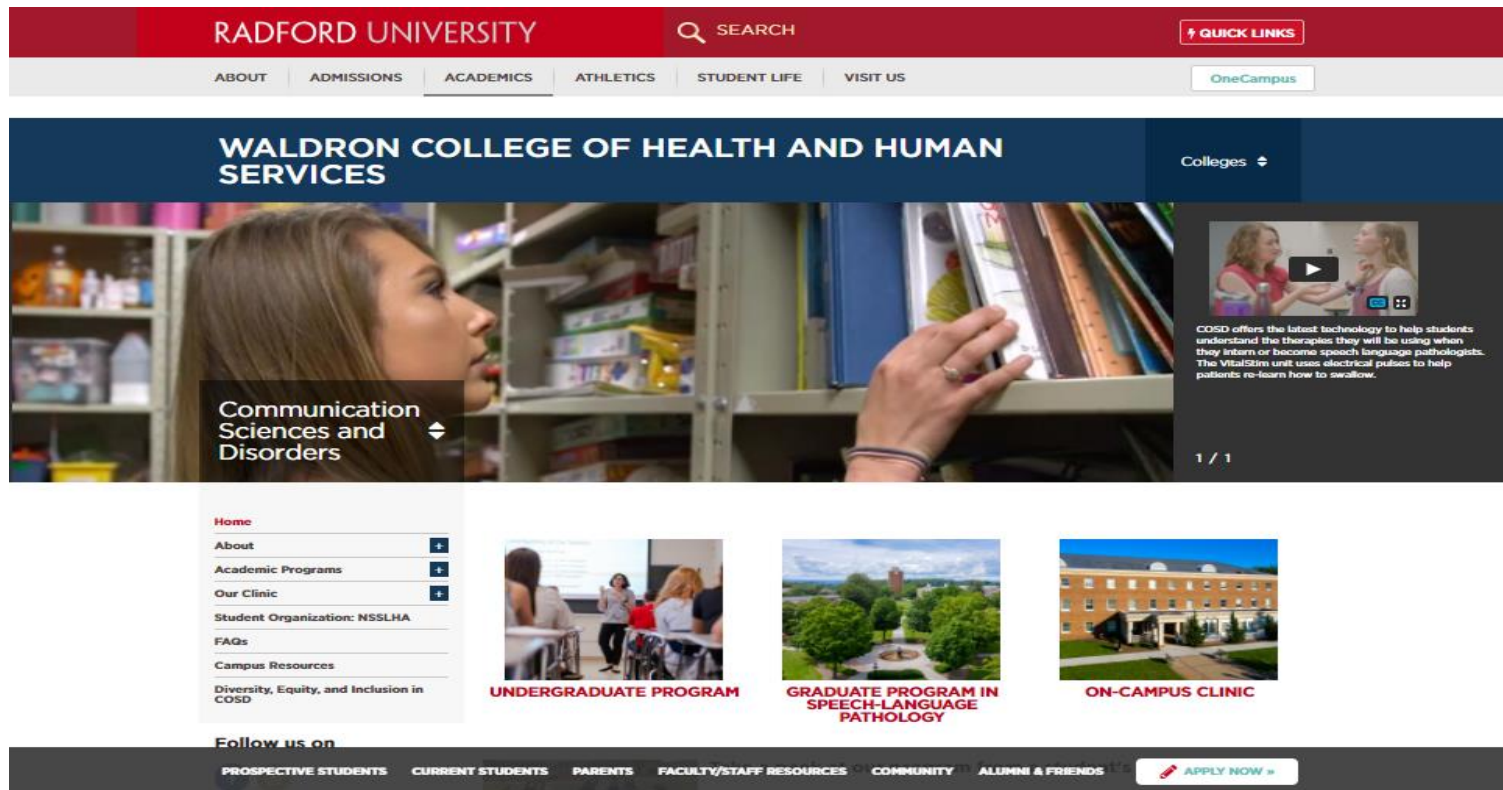 RADFORD UNIVERSITY
SEARCH
QUICK LINKS
ABOUT
ADMISSIONS
ACADEMICS
ATHLETICS
STUDENT LIFE
VISIT US
OneCampus
WALDRON COLLEGE OF HEALTH AND HUMAN
SERVICES
Colleges
COSD offers the latest technology to help students
understand the therapies they will be using when
they intern or become speech language pathologists.
The VitalStim unit uses electrical pulses to help
patients re-learn how to swallow.
1 / 1
Communication
Sciences and
Disorders
Home
About
Academic Programs
Our Clinic
Student Organization: NSSLHA
FAQs
Campus Resources
Diversity, Equity, and Inclusion in
COSD
UNDERGRADUATE PROGRAM
GRADUATE PROGRAM IN
SPEECH-LANGUAGE
PATHOLOGY
ON-CAMPUS CLINIC
Follow us on
PROSPECTIVE STUDENTS
CURRENT STUDENTS
PARENTS
FACULTY/STAFF RESOURCES
COMMUNITY
ALUMNI & FRIENDS
APPLY NOW »